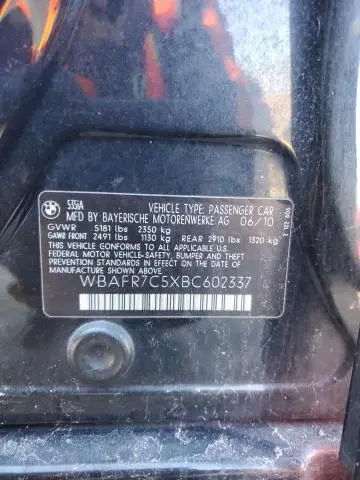 BMW
535iA VEHICLE TYPE: PASSENGER CAR
MFD BY BAYERISCHE MOTORENWERKE AG 06/10
GVWR 5181 lbs 2350 kg
GAWR FRONT 2491 lbs 1130 kg REAR 2910 lbs 1320 kg
THIS VEHICLE CONFORMS TO ALL APPLICABLE U.S.
FEDERAL MOTOR VEHICLE SAFETY, BUMPER AND THEFT
PREVENTION STANDARDS IN EFFECT ON THE DATE OF
MANUFACTURE SHOWN ABOVE.
WBAFR7C5XBC602337